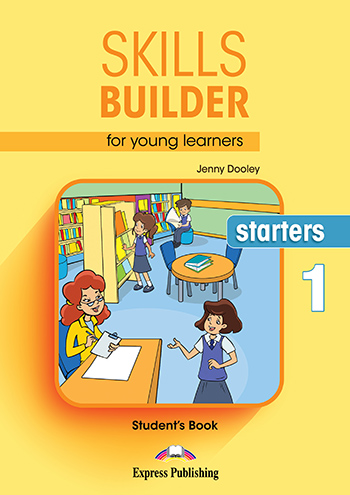 SKILLS
BUILDER
for young learners
Jenny Dooley
starters
1
Student's Book
Express Publishing